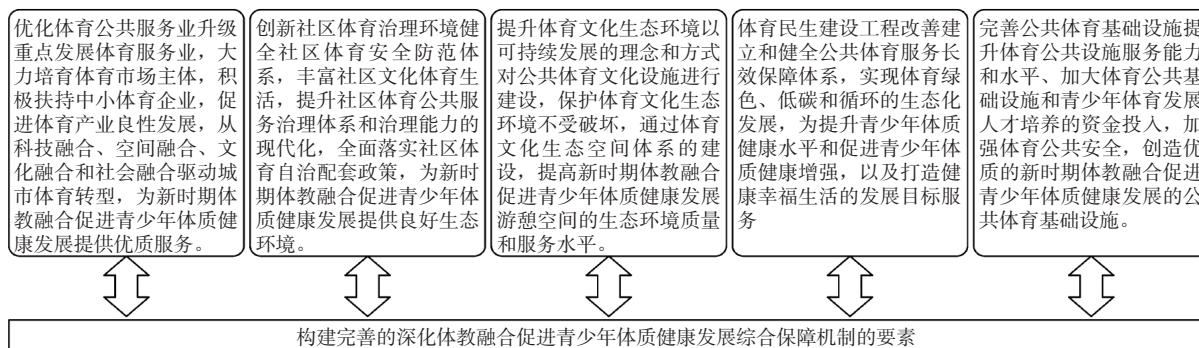 优化体育公共服务业升级
重点发展体育服务业，大
力培育体育市场主体，积
极扶持中小体育企业，促
进体育产业良性发展，从
科技融合、空间融合、文
化融合和社会融合驱动城
市体育转型，为新时期体
教融合促进青少年体质健
康发展提供优质服务。
创新社区体育治理环境健
全社区体育安全防范体
系，丰富社区文化体育生
活，提升社区体育公共服
务治理体系和治理能力的
现代化，全面落实社区体
育自治配套政策，为新时
期体教融合促进青少年体
质健康发展提供良好生态
环境。
提升体育文化生态环境以
可持续发展的理念和方式
对公共体育文化设施进行
建设，保护体育文化生态
环境不受破坏，通过体育
文化生态空间体系的建
设，提高新时期体教融合
促进青少年体质健康发展
游憩空间的生态环境质量
和服务水平。
体育民生建设工程改善建
立和健全公共体育服务长
效保障体系，实现体育绿
色、低碳和循环的生态化
发展，为提升青少年体质
健康水平和促进青少年体
质健康增强，以及打造健
康幸福生活的发展目标服
务
完善公共体育基础设施提
升体育公共设施服务能力
和水平、加大体育公共基
础设施和青少年体育发展
人才培养的资金投入，加
强体育公共安全，创造优
质的新时期体教融合促进
青少年体质健康发展的公
共体育基础设施。
构建完善的深化体教融合促进青少年体质健康发展综合保障机制的要素